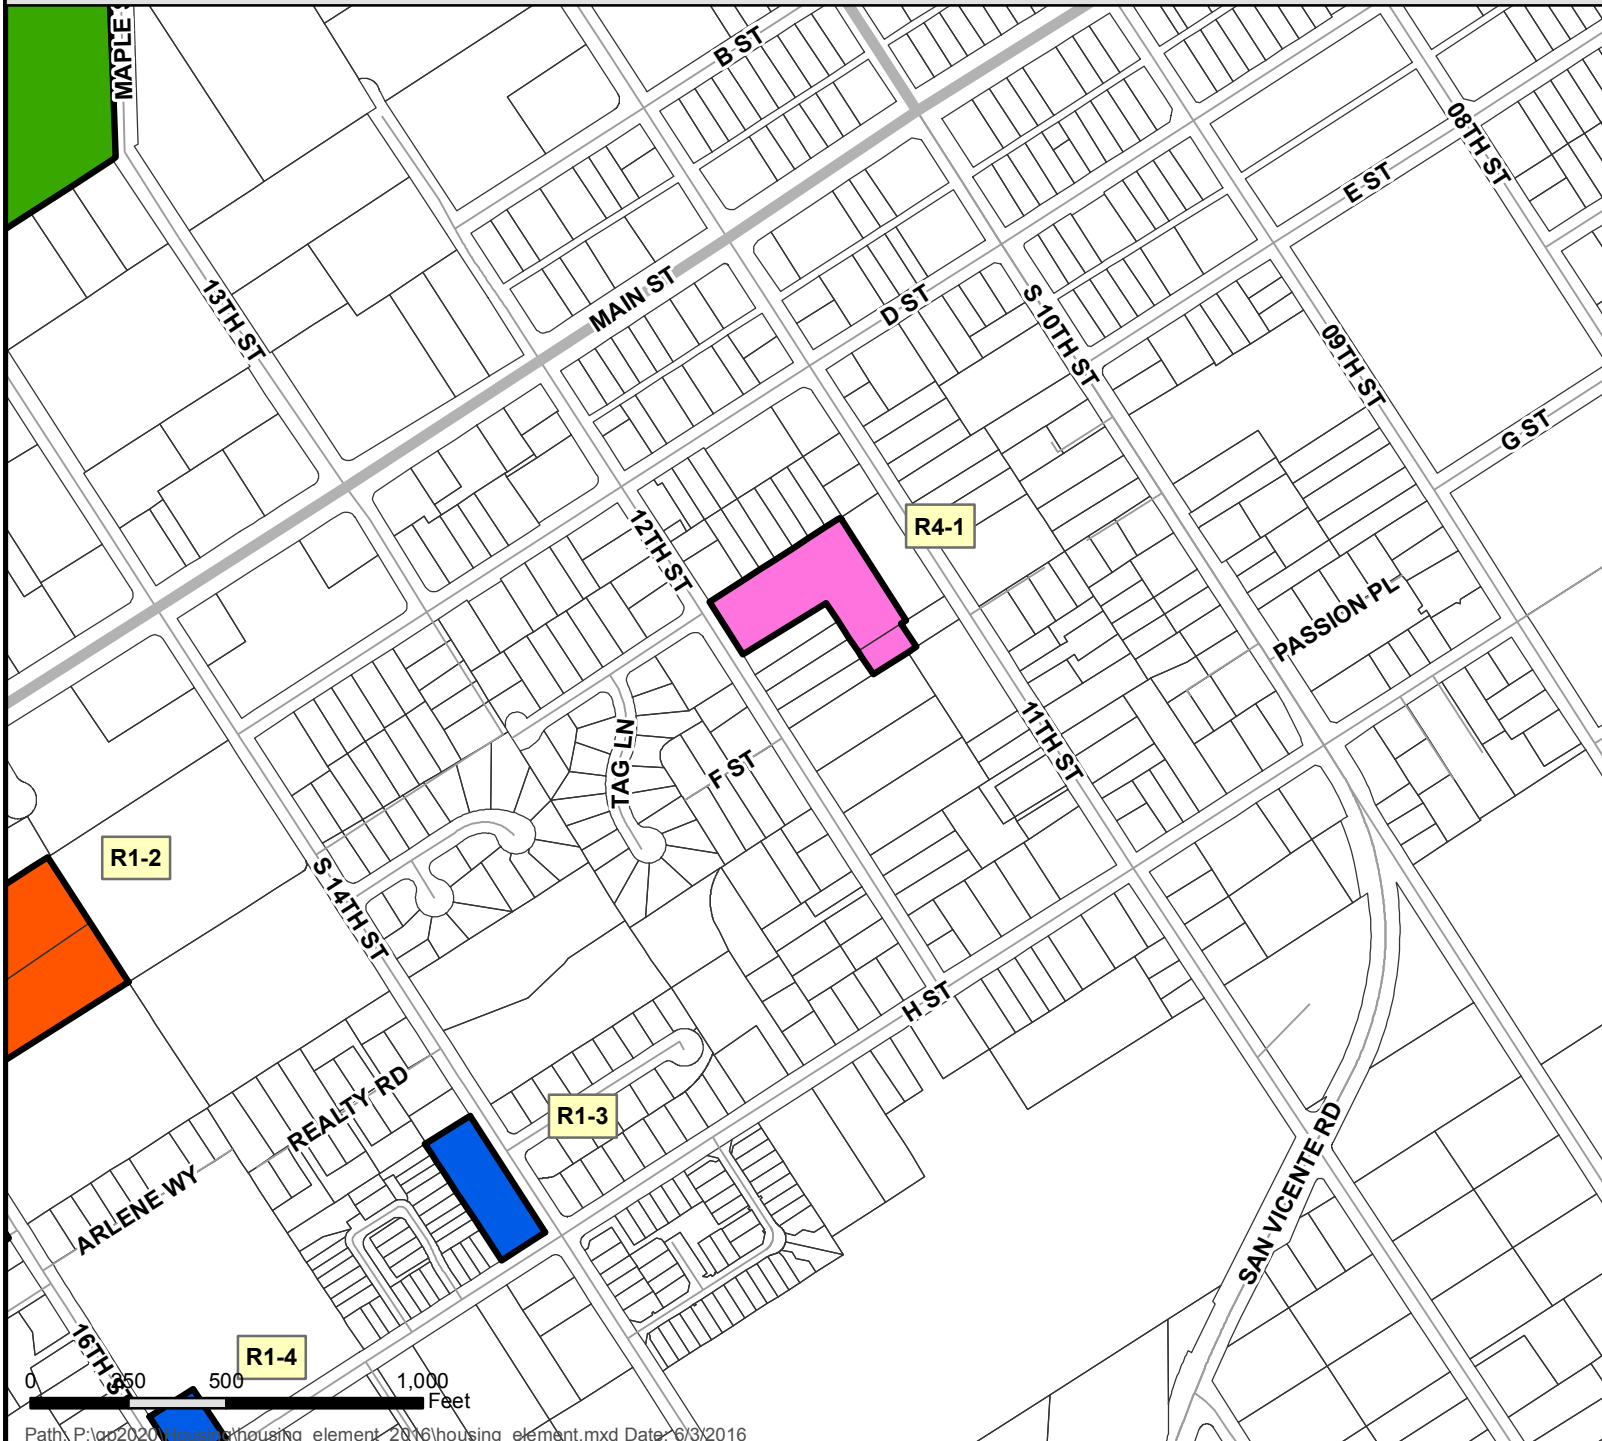 MAPLE S
B ST
08TH ST
E ST
13TH ST
MAIN ST
D ST
S 10TH ST
09TH ST
G ST
R4-1
12TH ST
PASSION PL
TAG LN
F ST
11TH ST
R1-2
S 14TH ST
H ST
REALTY RD
R1-3
ARLENE WY
SAN VICENTE RD
16TH ST
R1-4
0 250 500 1,000
Feet
Path: P:\gp2020\Housing\housing_element_2016\housing_element.mxd Date: 6/3/2016